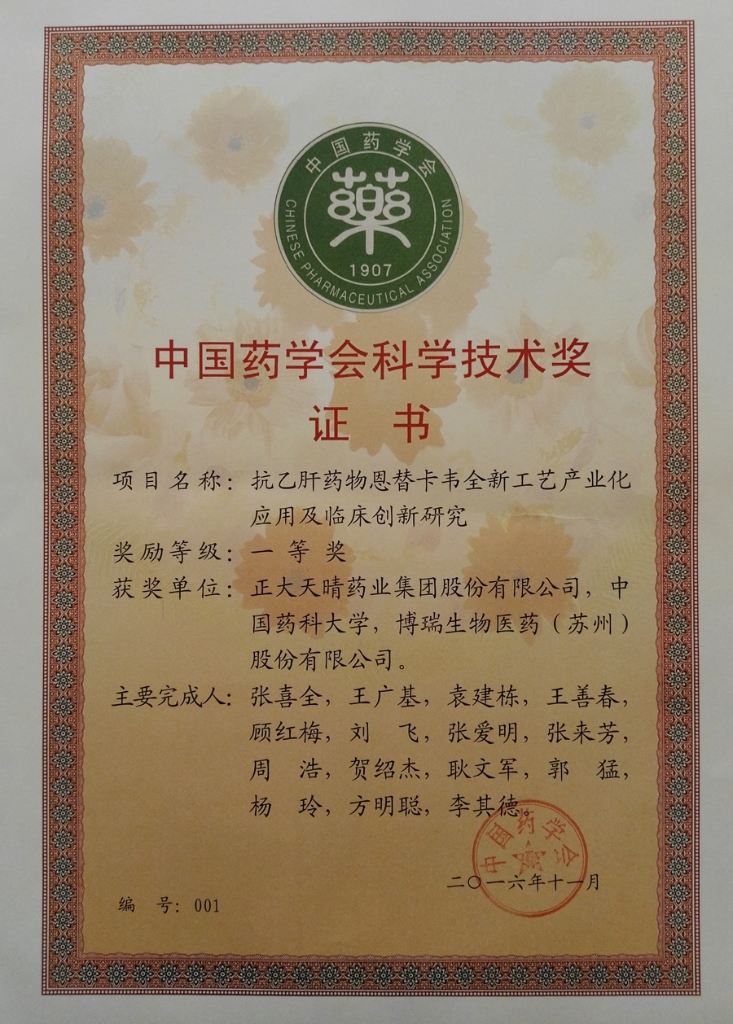 中国药学会
藥
1907
CHINESE PHARMACEUTICAL ASSOCIATION
中国药学会科学技术奖
证 书
项目名称：抗乙肝药物恩替卡韦全新工艺产业化
应用及临床创新研究
奖励等级：一 等 奖
获奖单位：正大天晴药业集团股份有限公司，中
国药科大学，博瑞生物医药（苏州）
股份有限公司。
主要完成人：张喜全，王广基，袁建栋，王善春，
顾红梅，刘 飞，张爱明，张来芳，
周 浩，贺绍杰，耿文军，郭 猛，
杨 玲，方明聪，李其德。
中国药学会
二〇一六年十一月
编 号：001